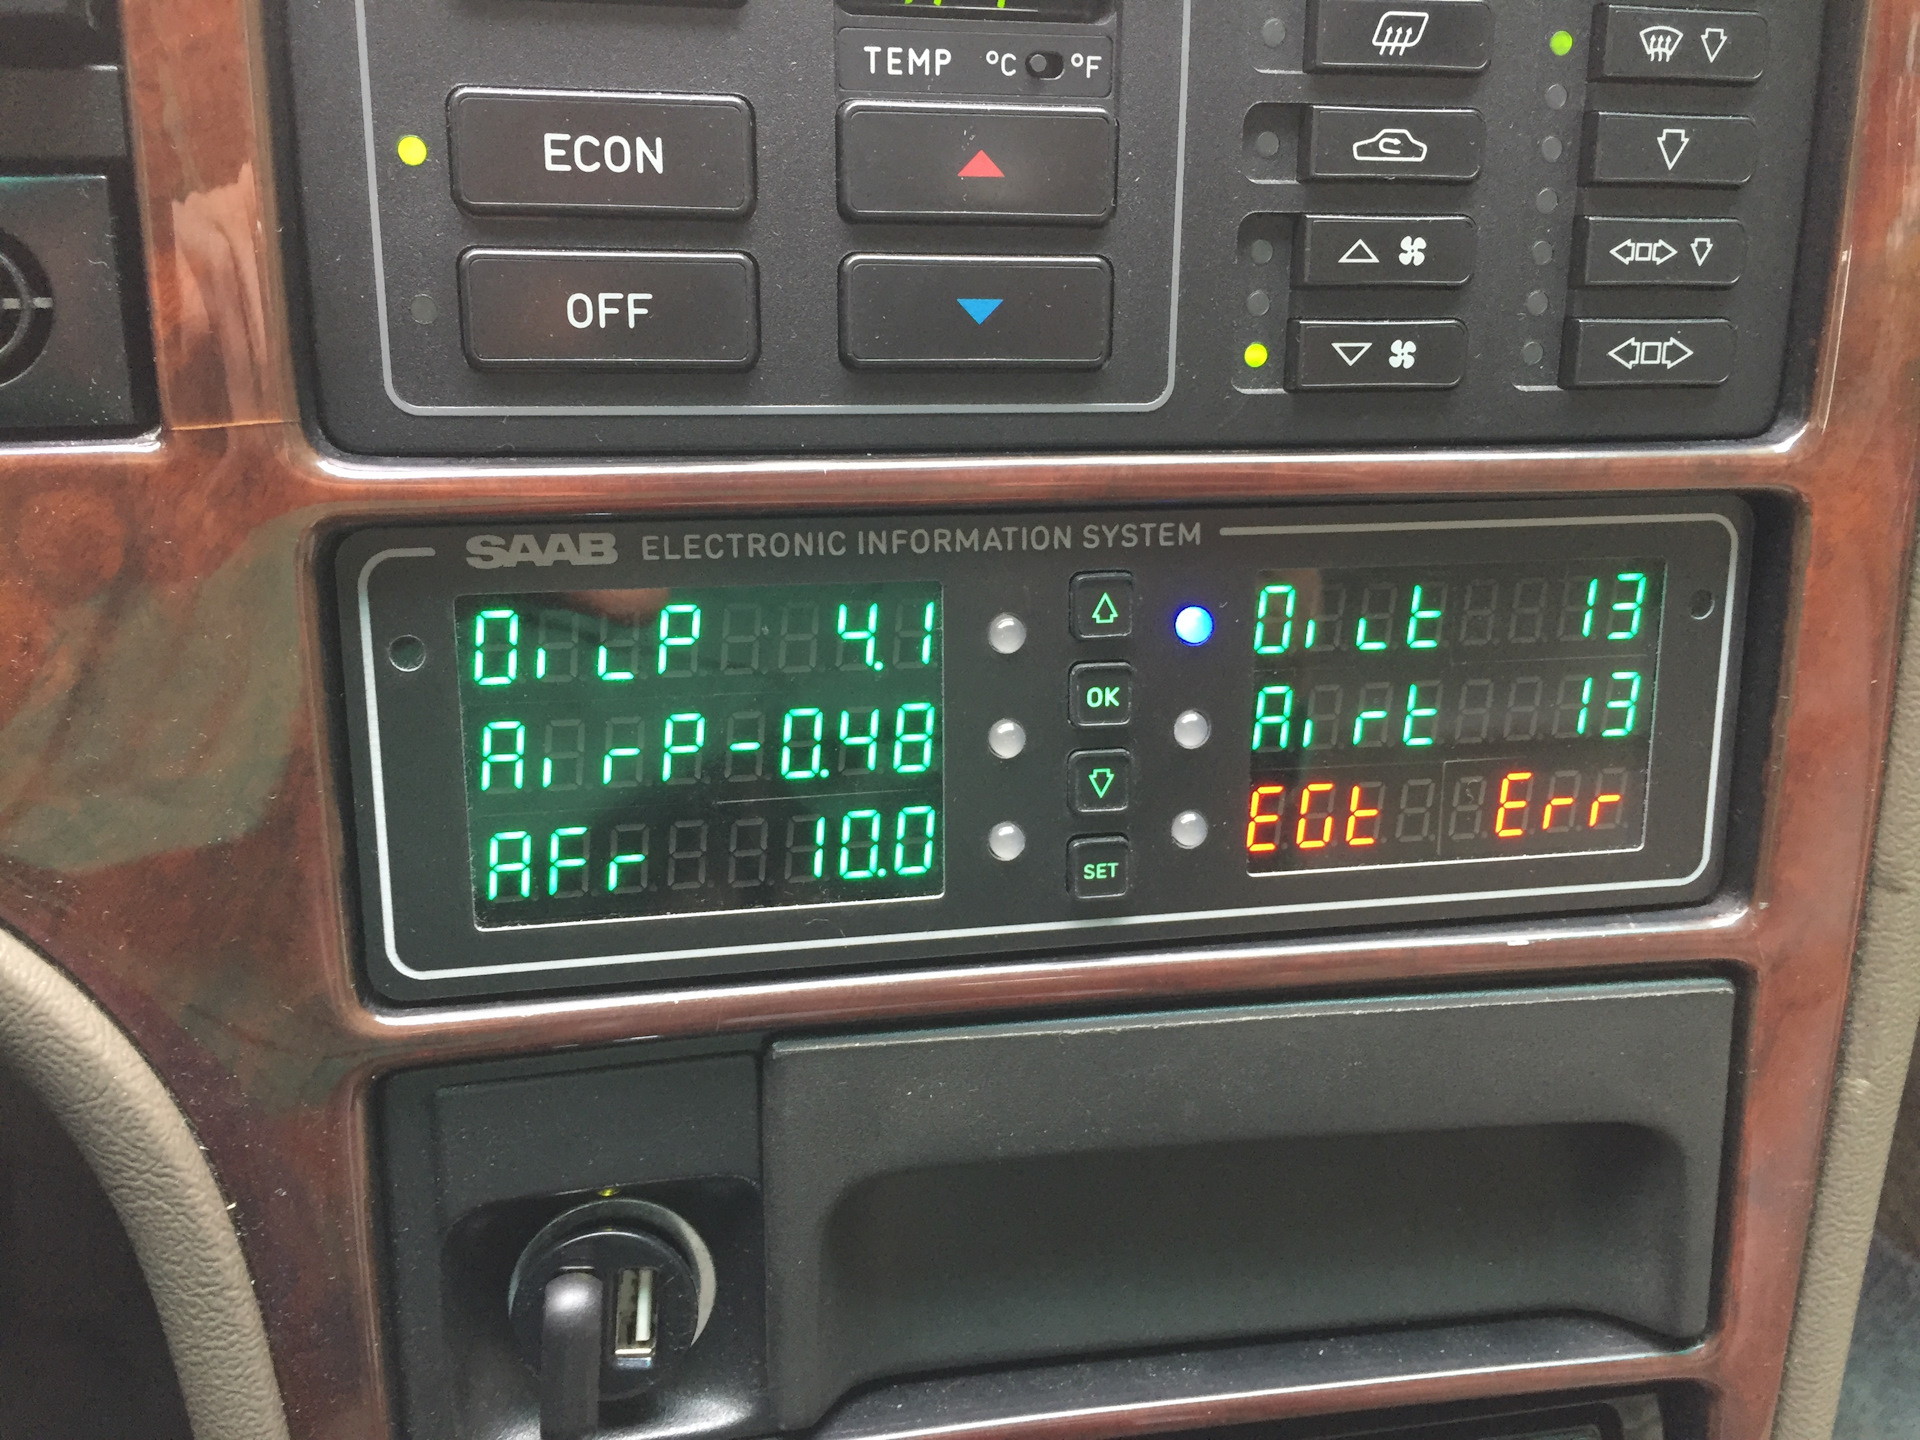 TEMP °C °F
ECON
OFF
SAAB ELECTRONIC INFORMATION SYSTEM
OiLP 4.1
AirP -0.48
AFr 10.0
OK
SET
OiLt 13
Airt 13
EGt Err